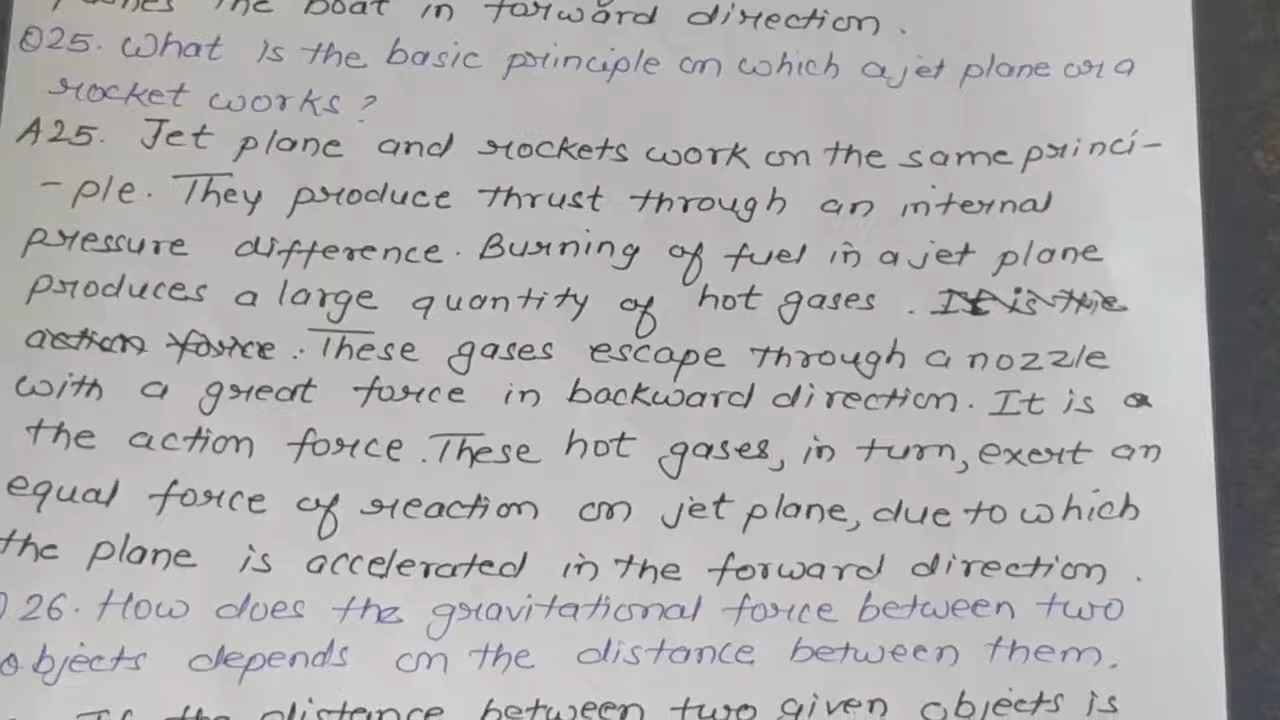 the boat in forward direction.
Q25. What is the basic principle on which a jet plane or a
rocket works?
A25. Jet plane and rockets work on the same princi-
-ple. They produce thrust through an internal
pressure difference. Burning of fuel in a jet plane
produces a large quantity of hot gases. It is the
action force. These gases escape through a nozzle
with a great force in backward direction. It is a
the action force. These hot gases, in turn, exert an
equal force of reaction on jet plane, due to which
the plane is accelerated in the forward direction.
Q.26. How does the gravitational force between two
objects depends on the distance between them.
If the distance between two given objects is